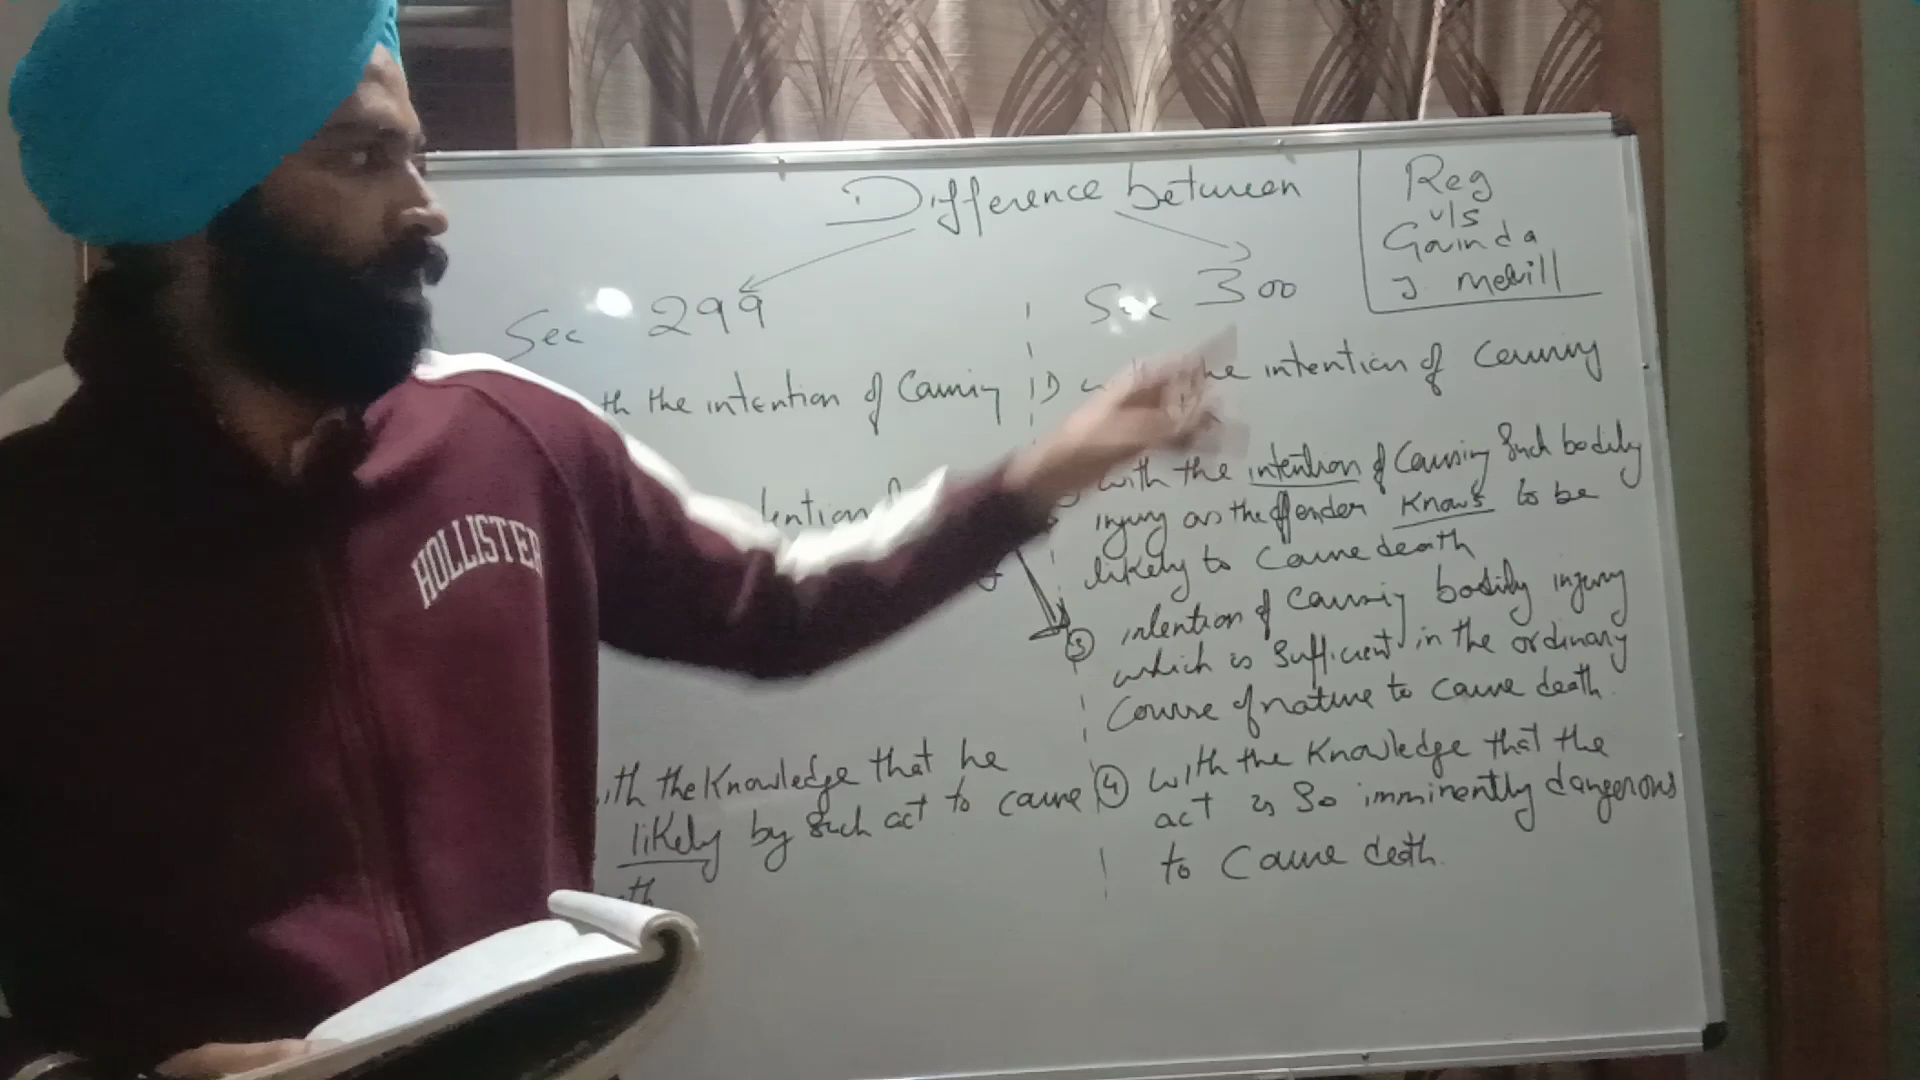 Difference between
Reg
v/s
Govinda
J. Melvill
Sec 299
Sec 300
th the intention of Causing
1) the intention of Causing
tention of
with the intention of Causing Such bodily
injury as the offender Knows to be
likely to Cause death
3 intention of Causing bodily injury
which is Sufficient in the ordinary
Course of nature to Cause death
ith the Knowledge that he
likely by Such act to cause
th
4 with the Knowledge that the
act is So imminently dangerous
to Cause death.
HOLLISTER